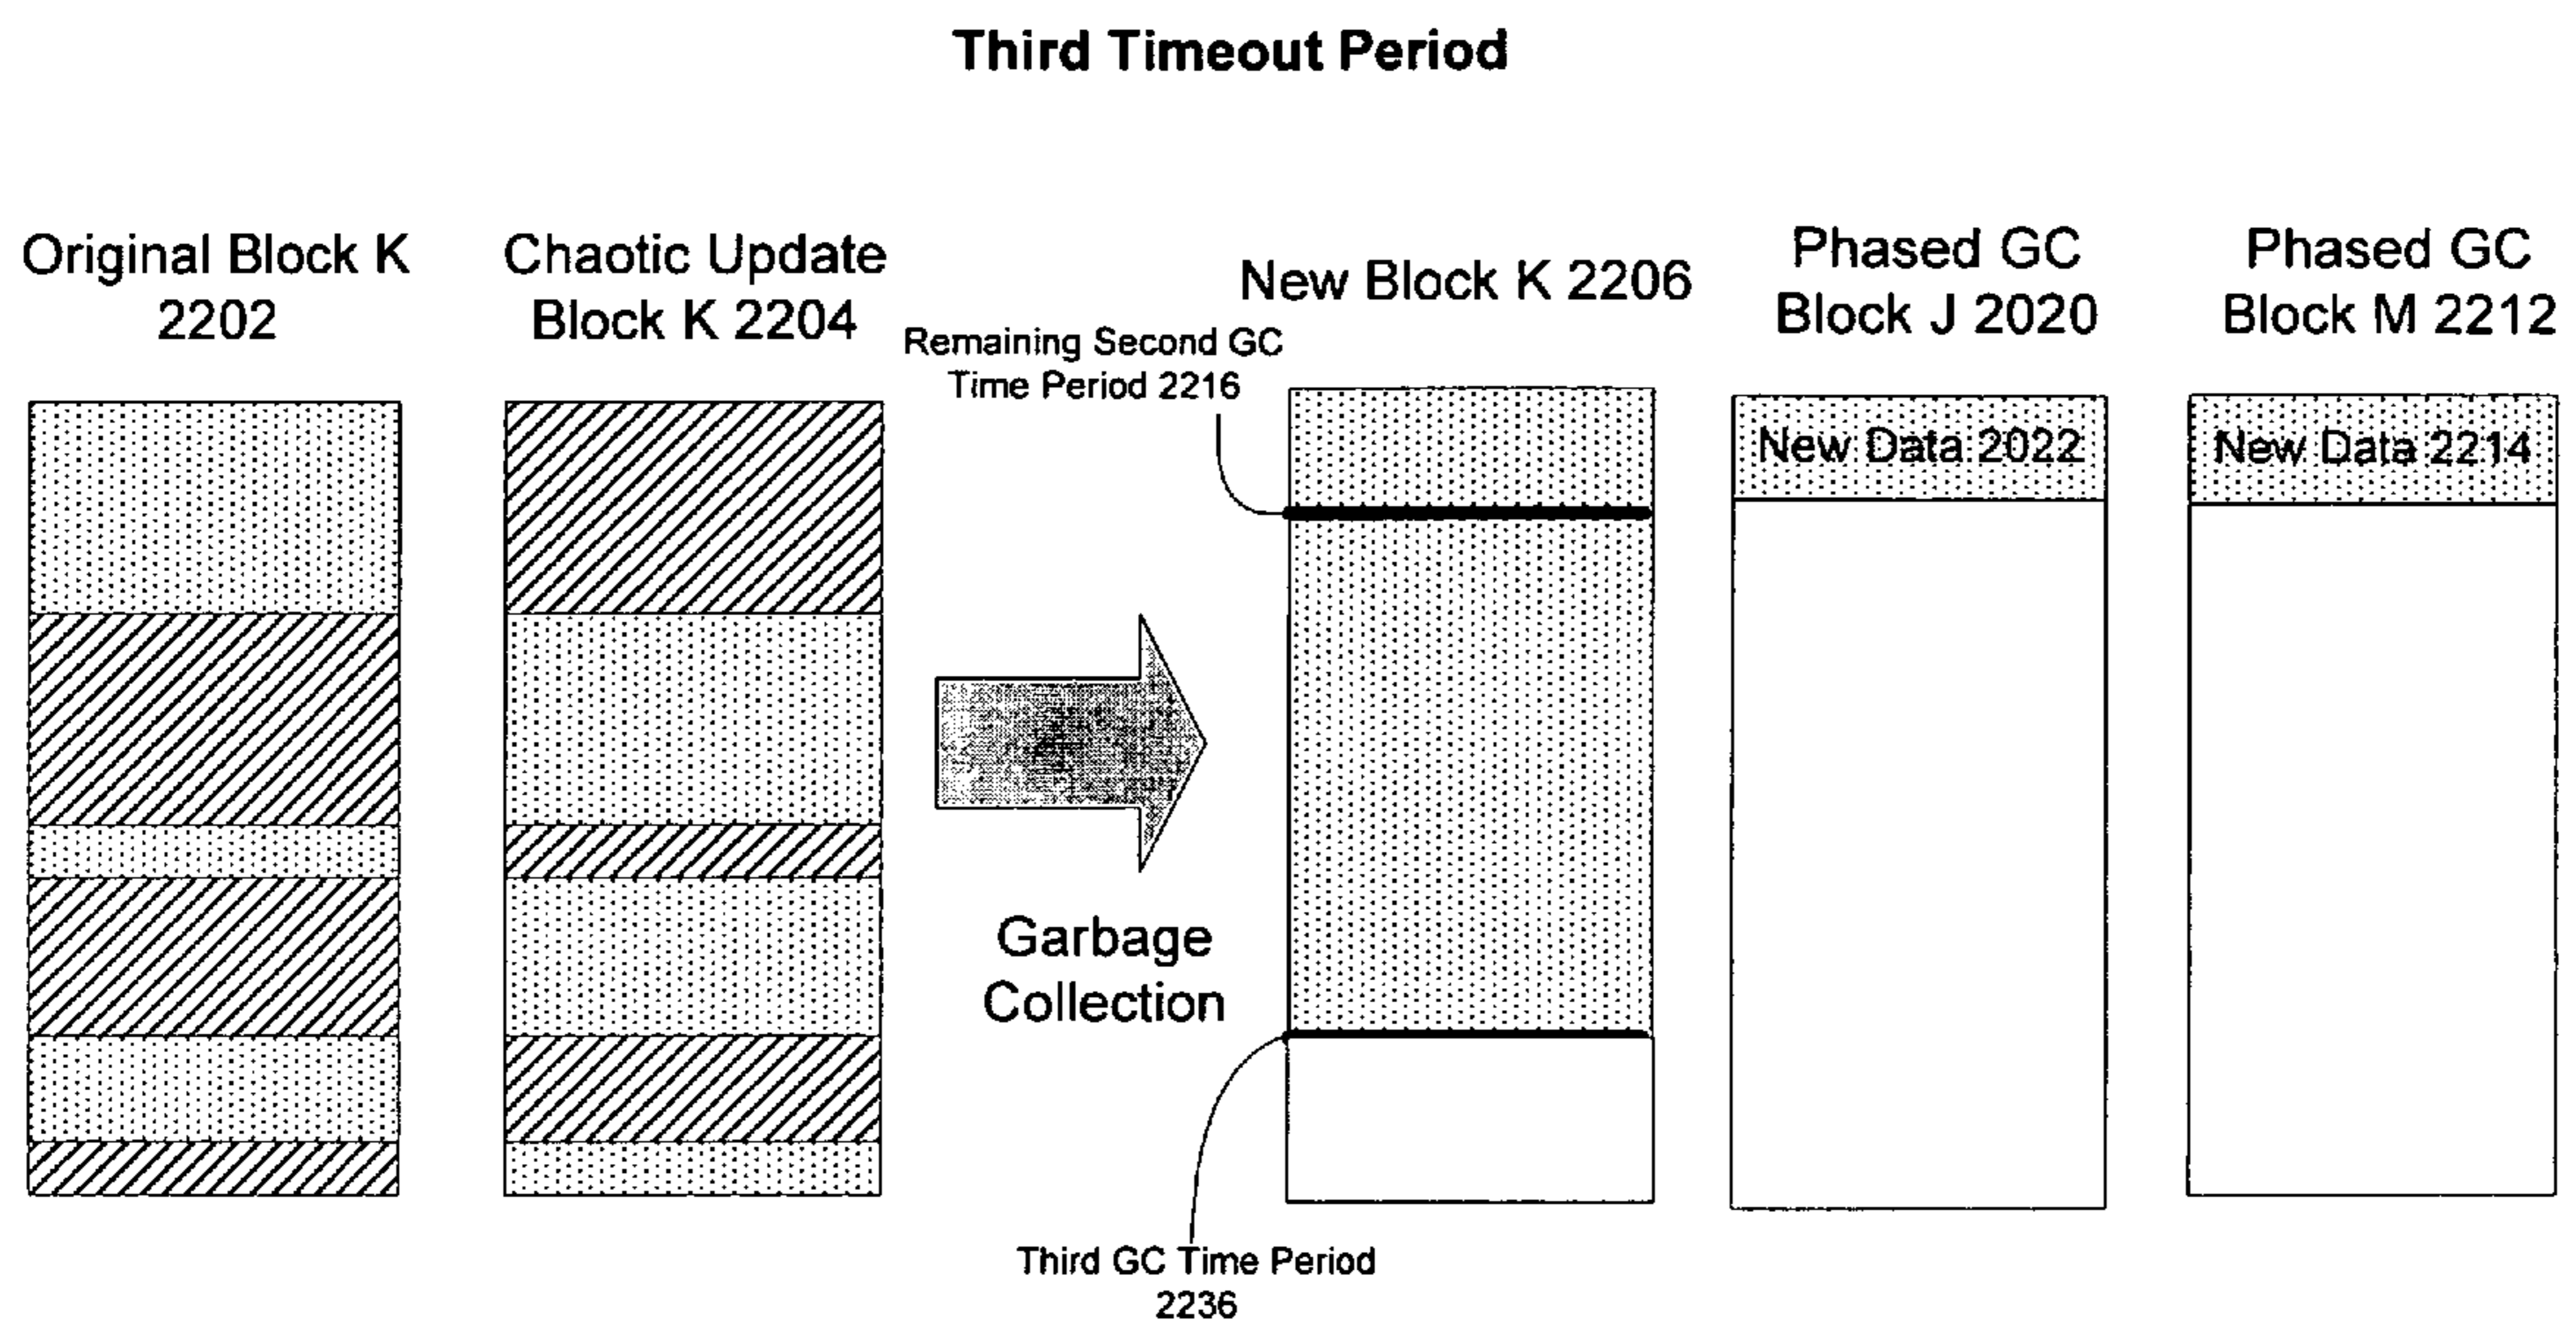 Third Timeout Period
Original Block K
2202
Chaotic Update
Block K 2204
Remaining Second GC
Time Period 2216
New Block K 2206
Phased GC
Block J 2020
Phased GC
Block M 2212
New Data 2022
New Data 2214
Garbage
Collection
Third GC Time Period
2236